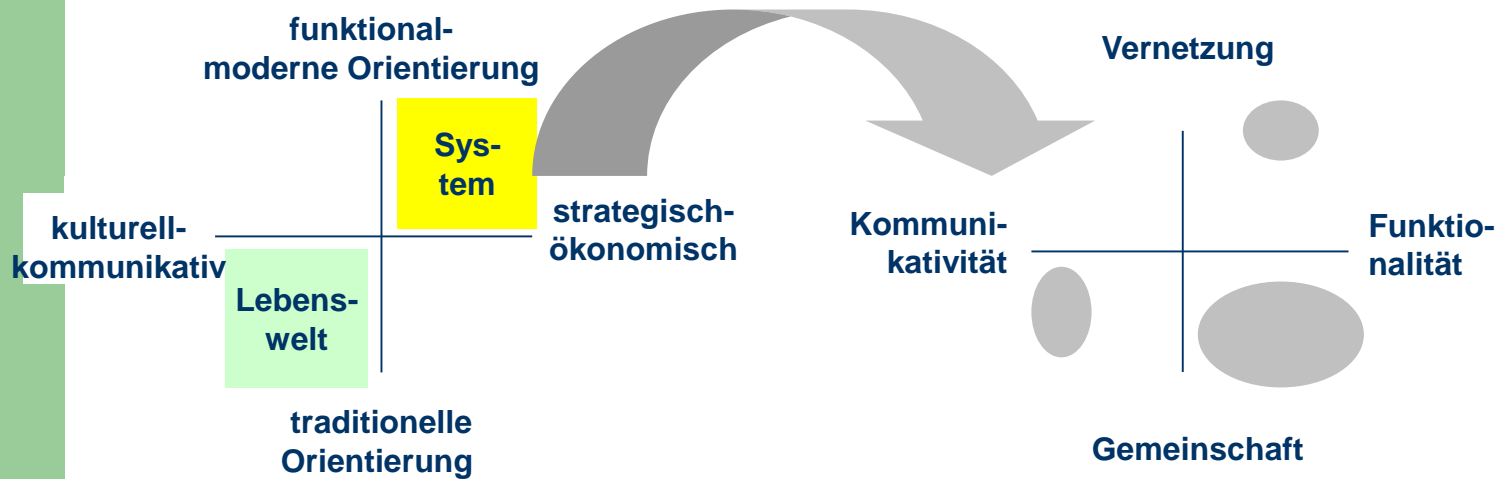 funktional-
moderne Orientierung
Sys-
tem
kulturell-
kommunikativ
strategisch-
ökonomisch
Lebens-
welt
traditionelle
Orientierung
Vernetzung
Kommuni-
kativität
Funktio-
nalität
Gemeinschaft